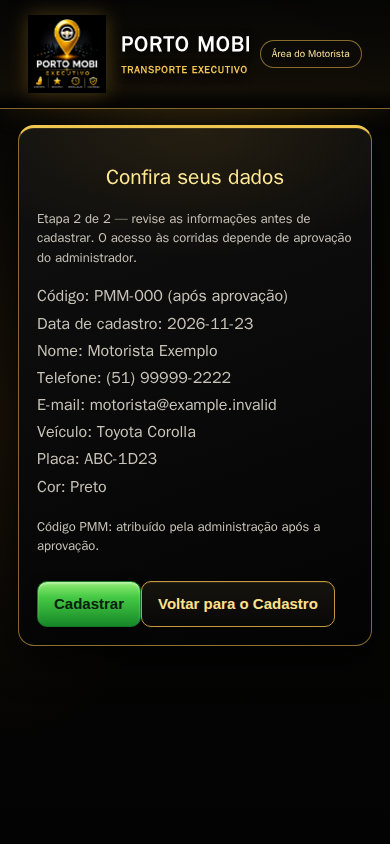 PORTO MOBI
EXECUTIVO
PORTO MOBI
TRANSPORTE EXECUTIVO
Área do Motorista
Confira seus dados
Etapa 2 de 2 — revise as informações antes de
cadastrar. O acesso às corridas depende de aprovação
do administrador.
Código: PMM-000 (após aprovação)
Data de cadastro: 2026-11-23
Nome: Motorista Exemplo
Telefone: (51) 99999-2222
E-mail: motorista@example.invalid
Veículo: Toyota Corolla
Placa: ABC-1D23
Cor: Preto
Código PMM: atribuído pela administração após a
aprovação.
Cadastrar
Voltar para o Cadastro